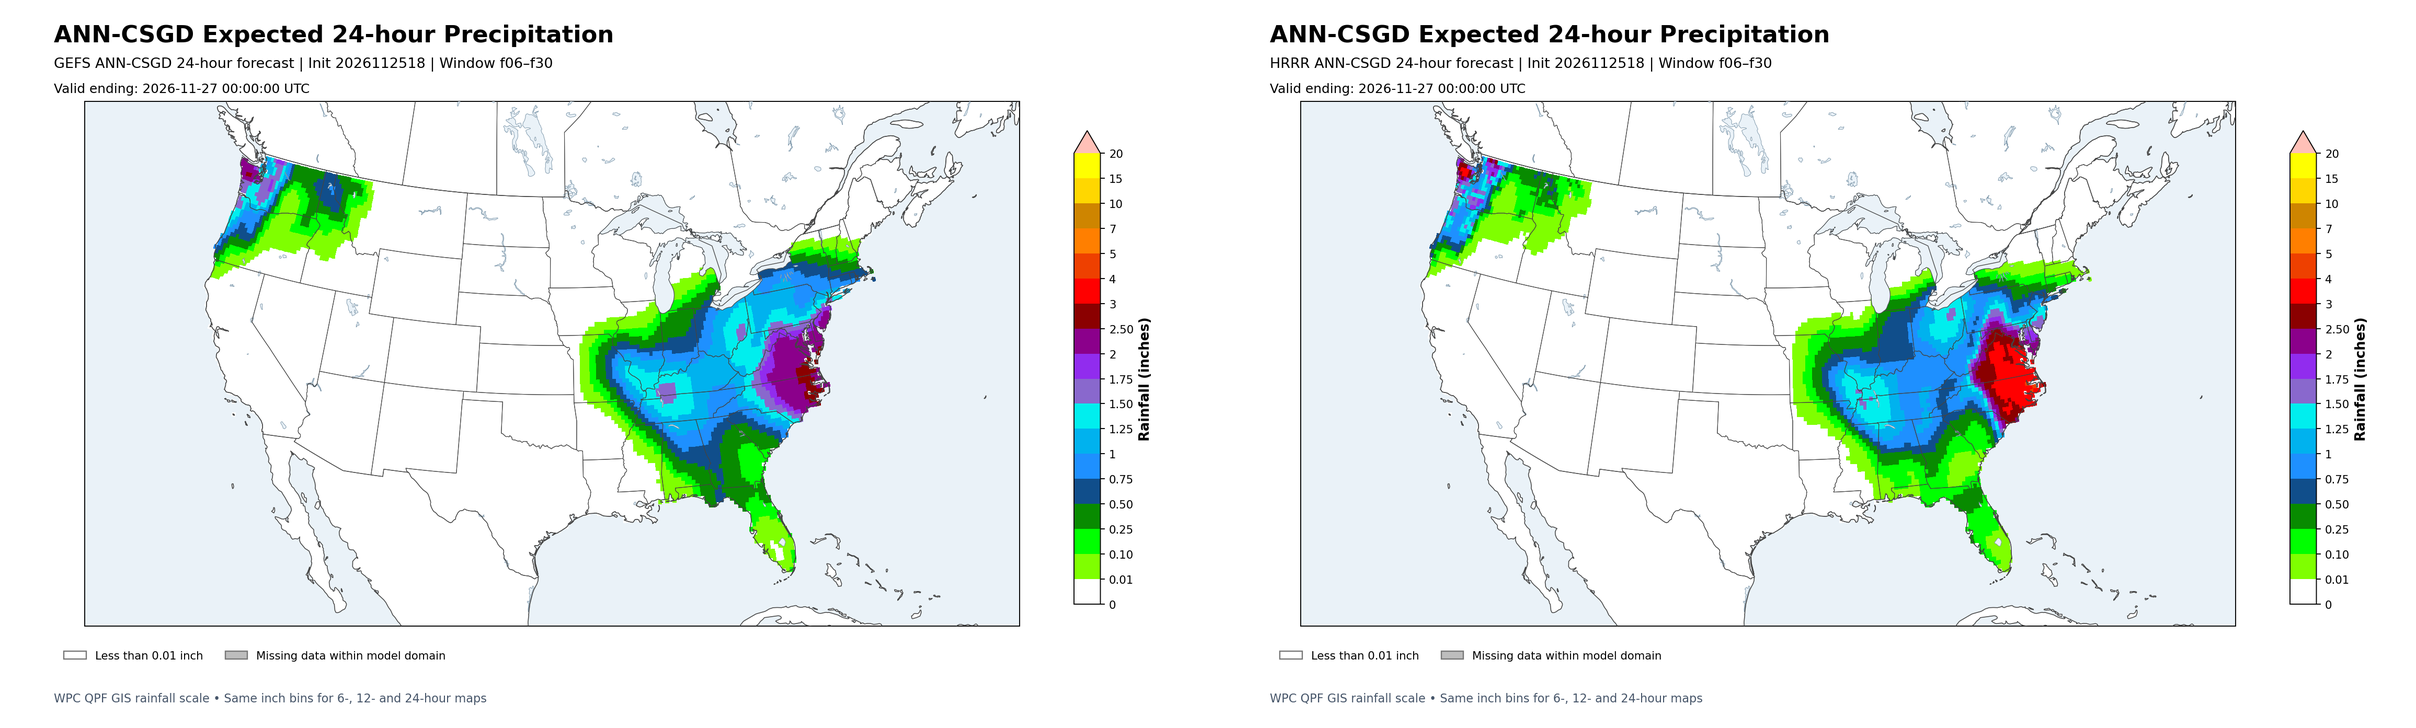 ANN-CSGD Expected 24-hour Precipitation
GEFS ANN-CSGD 24-hour forecast | Init 2026112518 | Window f06–f30
Valid ending: 2026-11-27 00:00:00 UTC
20
15
10
7
5
4
3
2.50
2
1.75
1.50
1.25
1
0.75
0.50
0.25
0.10
0.01
0
Rainfall (inches)
Less than 0.01 inch
Missing data within model domain
WPC QPF GIS rainfall scale • Same inch bins for 6-, 12- and 24-hour maps
ANN-CSGD Expected 24-hour Precipitation
HRRR ANN-CSGD 24-hour forecast | Init 2026112518 | Window f06–f30
Valid ending: 2026-11-27 00:00:00 UTC
20
15
10
7
5
4
3
2.50
2
1.75
1.50
1.25
1
0.75
0.50
0.25
0.10
0.01
0
Rainfall (inches)
Less than 0.01 inch
Missing data within model domain
WPC QPF GIS rainfall scale • Same inch bins for 6-, 12- and 24-hour maps